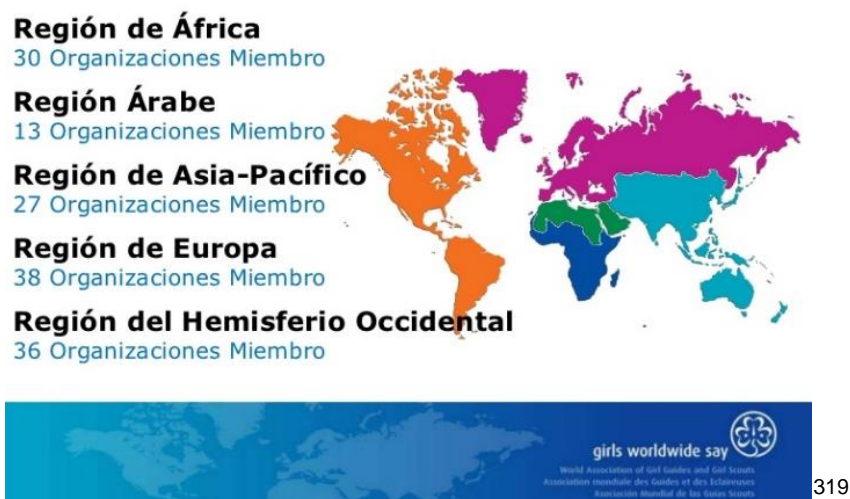 Región de África
30 Organizaciones Miembro
Región Árabe
13 Organizaciones Miembro
Región de Asia-Pacífico
27 Organizaciones Miembro
Región de Europa
38 Organizaciones Miembro
Región del Hemisferio Occidental
36 Organizaciones Miembro
girls worldwide say
World Association of Girl Guides and Girl Scouts
Association mondiale des Guides et des Eclaireuses
Asociación Mundial de las Guías Scouts
319